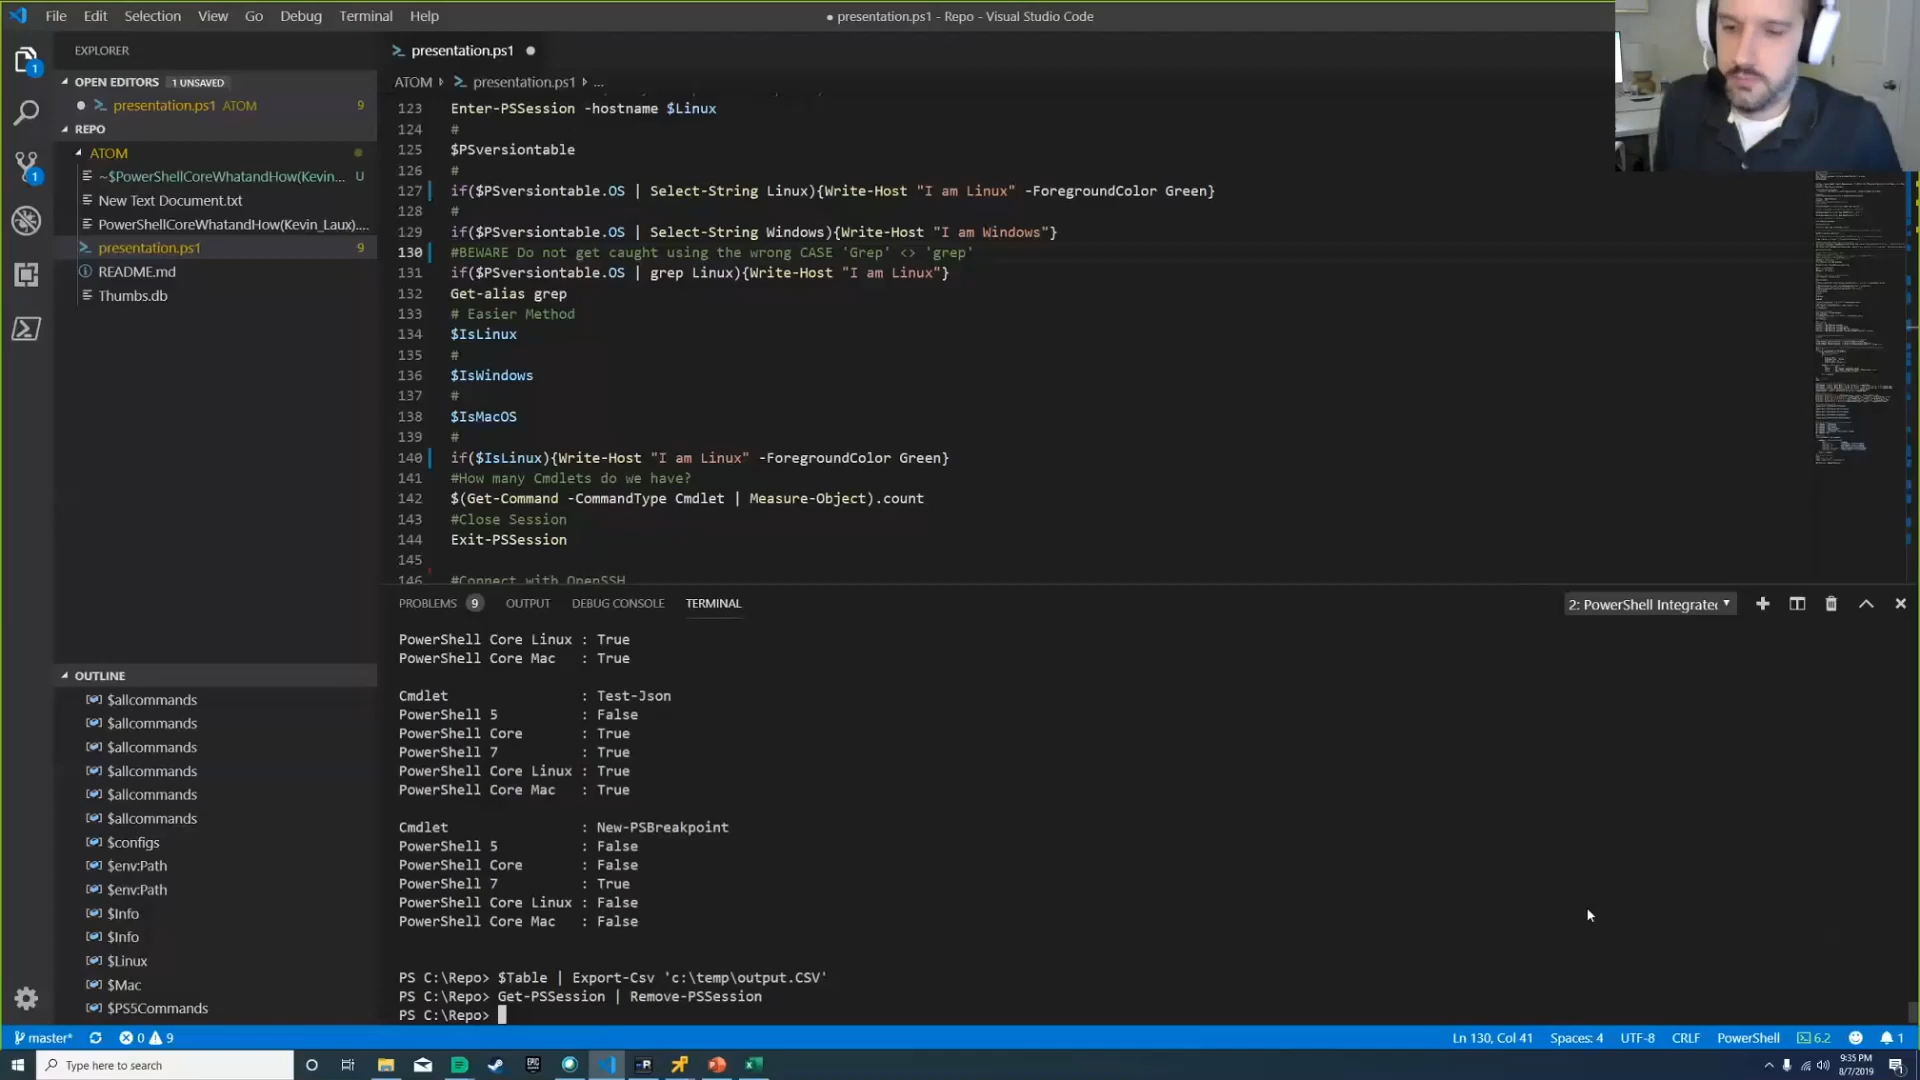 File Edit Selection View Go Debug Terminal Help
● presentation.ps1 - Repo - Visual Studio Code
EXPLORER
OPEN EDITORS 1 UNSAVED
presentation.ps1 ATOM 9
REPO
ATOM
~$PowerShellCoreWhatandHow(Kevin... U
New Text Document.txt
PowerShellCoreWhatandHow(Kevin_Laux)....
presentation.ps1 9
README.md
Thumbs.db
1
1
OUTLINE
$allcommands
$allcommands
$allcommands
$allcommands
$allcommands
$allcommands
$configs
$env:Path
$env:Path
$Info
$Info
$Linux
$Mac
$PS5Commands
presentation.ps1
ATOM presentation.ps1 ...
123 Enter-PSSession -hostname $Linux
124 #
125 $PSversiontable
126 #
127 if($PSversiontable.OS | Select-String Linux){Write-Host "I am Linux" -ForegroundColor Green}
128 #
129 if($PSversiontable.OS | Select-String Windows){Write-Host "I am Windows"}
130 #BEWARE Do not get caught using the wrong CASE 'Grep' <> 'grep'
131 if($PSversiontable.OS | grep Linux){Write-Host "I am Linux"}
132 Get-alias grep
133 # Easier Method
134 $IsLinux
135 #
136 $IsWindows
137 #
138 $IsMacOS
139 #
140 if($IsLinux){Write-Host "I am Linux" -ForegroundColor Green}
141 #How many Cmdlets do we have?
142 $(Get-Command -CommandType Cmdlet | Measure-Object).count
143 #Close Session
144 Exit-PSSession
145
146 #Connect with OpenSSH
PROBLEMS 9 OUTPUT DEBUG CONSOLE TERMINAL
2: PowerShell Integrated
PowerShell Core Linux : True
PowerShell Core Mac : True
Cmdlet : Test-Json
PowerShell 5 : False
PowerShell Core : True
PowerShell 7 : True
PowerShell Core Linux : True
PowerShell Core Mac : True
Cmdlet : New-PSBreakpoint
PowerShell 5 : False
PowerShell Core : False
PowerShell 7 : True
PowerShell Core Linux : False
PowerShell Core Mac : False
PS C:\Repo> $Table | Export-Csv 'c:\temp\output.CSV'
PS C:\Repo> Get-PSSession | Remove-PSSession
PS C:\Repo>
master* 0 9
Ln 130, Col 41 Spaces: 4 UTF-8 CRLF PowerShell 6.2 1
Type here to search
9:35 PM
8/7/2019